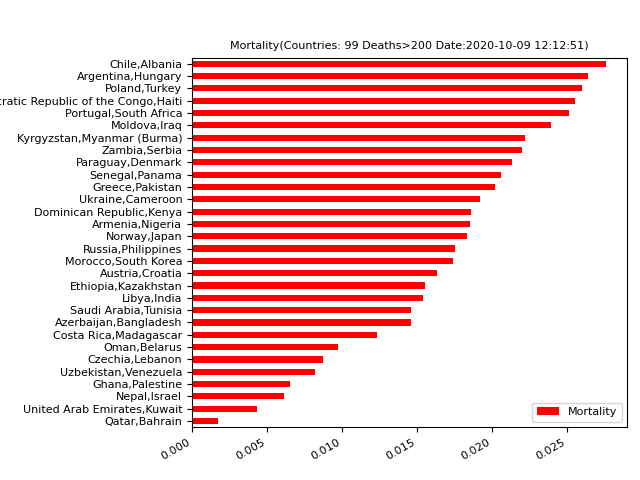 Mortality(Countries: 99 Deaths>200 Date:2020-10-09 12:12:51)
Chile,Albania
Argentina,Hungary
Poland,Turkey
Republic of the Congo,Haiti
Portugal,South Africa
Moldova,Iraq
Kyrgyzstan,Myanmar (Burma)
Zambia,Serbia
Paraguay,Denmark
Senegal,Panama
Greece,Pakistan
Ukraine,Cameroon
Dominican Republic,Kenya
Armenia,Nigeria
Norway,Japan
Russia,Philippines
Morocco,South Korea
Austria,Croatia
Ethiopia,Kazakhstan
Libya,India
Saudi Arabia,Tunisia
Azerbaijan,Bangladesh
Costa Rica,Madagascar
Oman,Belarus
Czechia,Lebanon
Uzbekistan,Venezuela
Ghana,Palestine
Nepal,Israel
United Arab Emirates,Kuwait
Qatar,Bahrain
Mortality
0.000 0.005 0.010 0.015 0.020 0.025